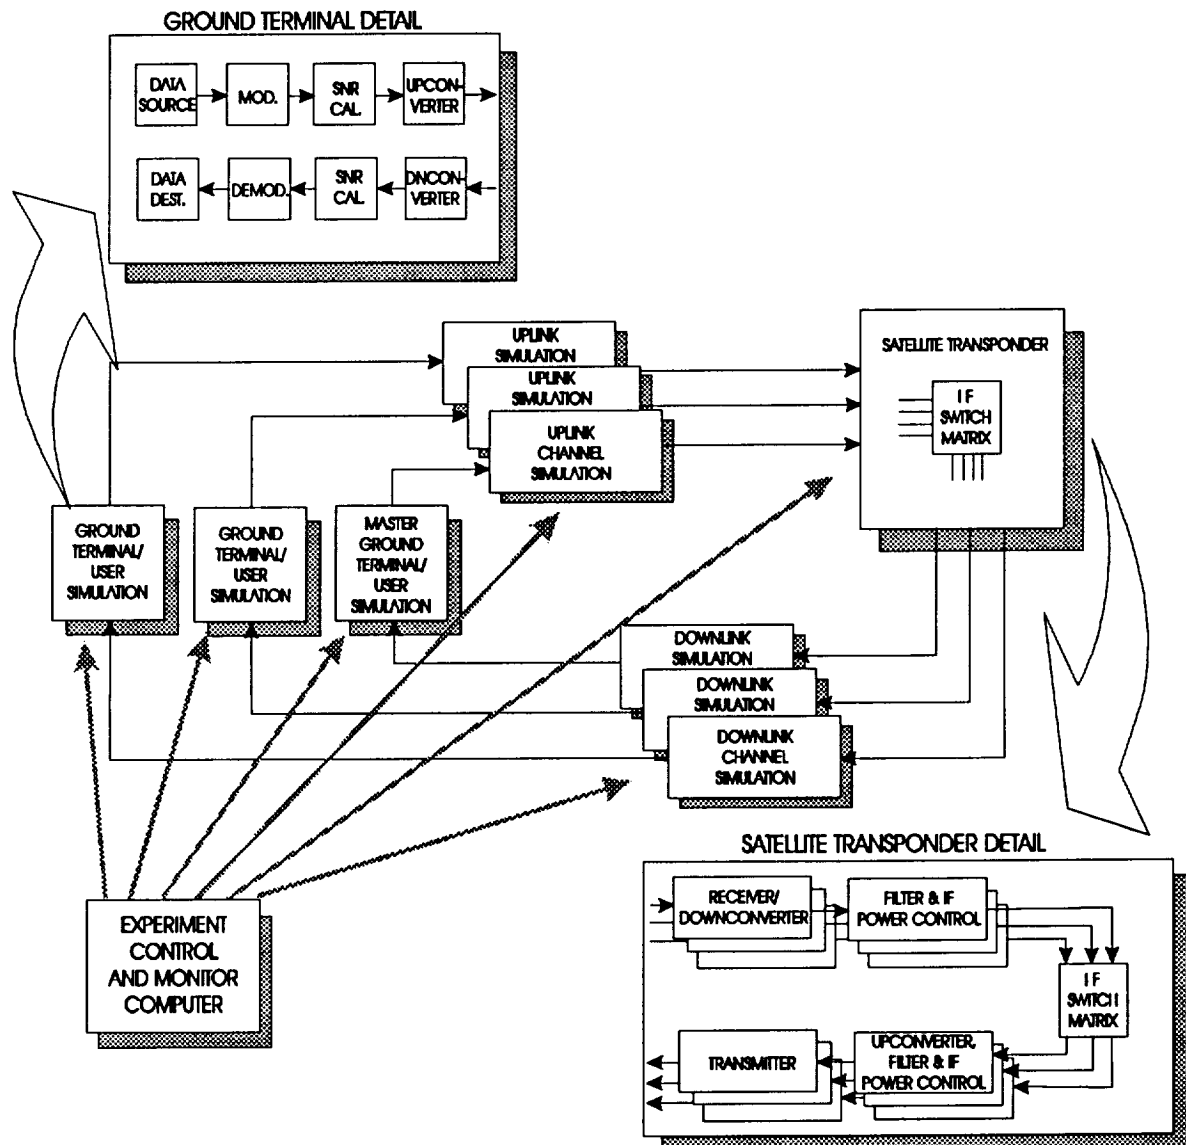 GROUND TERMINAL DETAIL
DATA
SOURCE
MOD.
SNR
CAL.
UPCON-
VERTER
DATA
DEST.
DEMOD.
SNR
CAL.
DNCON-
VERTER
UPLINK
SIMULATION
UPLINK
SIMULATION
UPLINK
CHANNEL
SIMULATION
SATELLITE TRANSPONDER
I F
SWITCH
MATRIX
GROUND
TERMINAL/
USER
SIMULATION
GROUND
TERMINAL/
USER
SIMULATION
MASTER
GROUND
TERMINAL/
USER
SIMULATION
DOWNLINK
SIMULATION
DOWNLINK
SIMULATION
DOWNLINK
CHANNEL
SIMULATION
EXPERIMENT
CONTROL
AND MONITOR
COMPUTER
SATELLITE TRANSPONDER DETAIL
RECEIVER/
DOWNCONVERTER
FILTER & IF
POWER CONTROL
I F
SWITCH
MATRIX
TRANSMITTER
UPCONVERTER,
FILTER & IF
POWER CONTROL